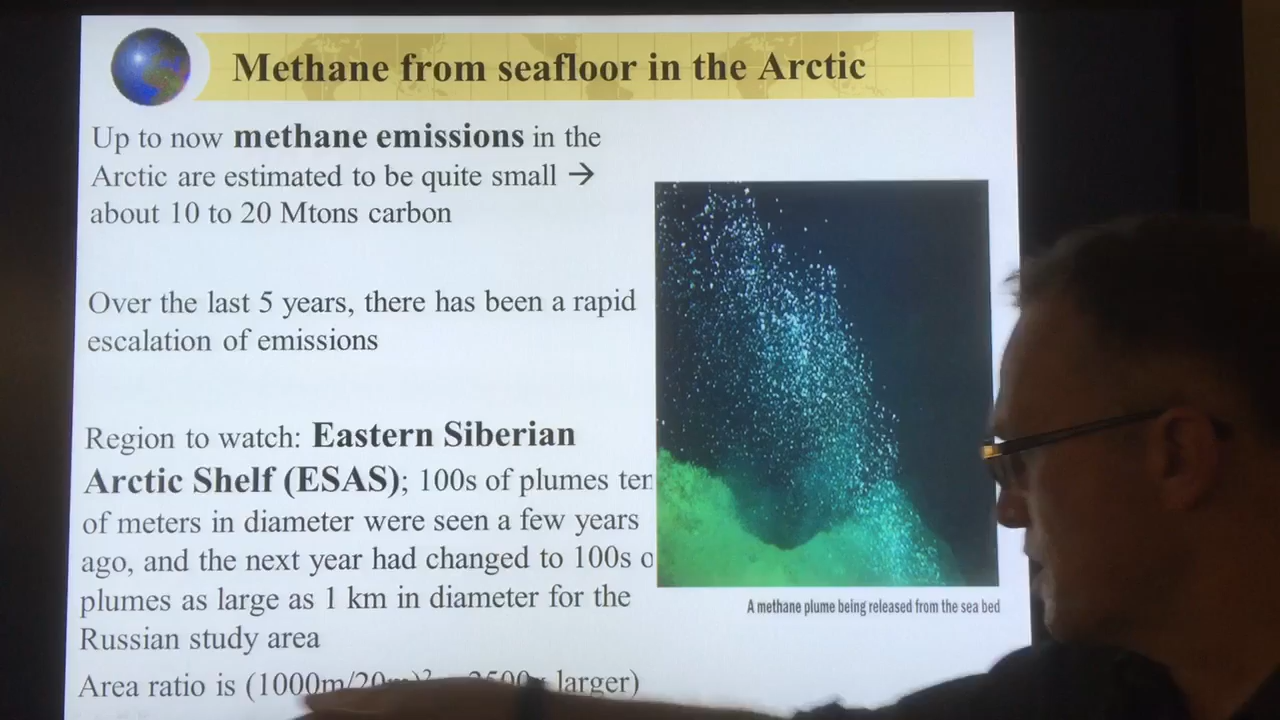 Methane from seafloor in the Arctic
Up to now methane emissions in the
Arctic are estimated to be quite small →
about 10 to 20 Mtons carbon
Over the last 5 years, there has been a rapid
escalation of emissions
Region to watch: Eastern Siberian
Arctic Shelf (ESAS); 100s of plumes ten
of meters in diameter were seen a few years
ago, and the next year had changed to 100s o
plumes as large as 1 km in diameter for the
Russian study area
Area ratio is (1000m/20m)² 2500x larger)
A methane plume being released from the sea bed